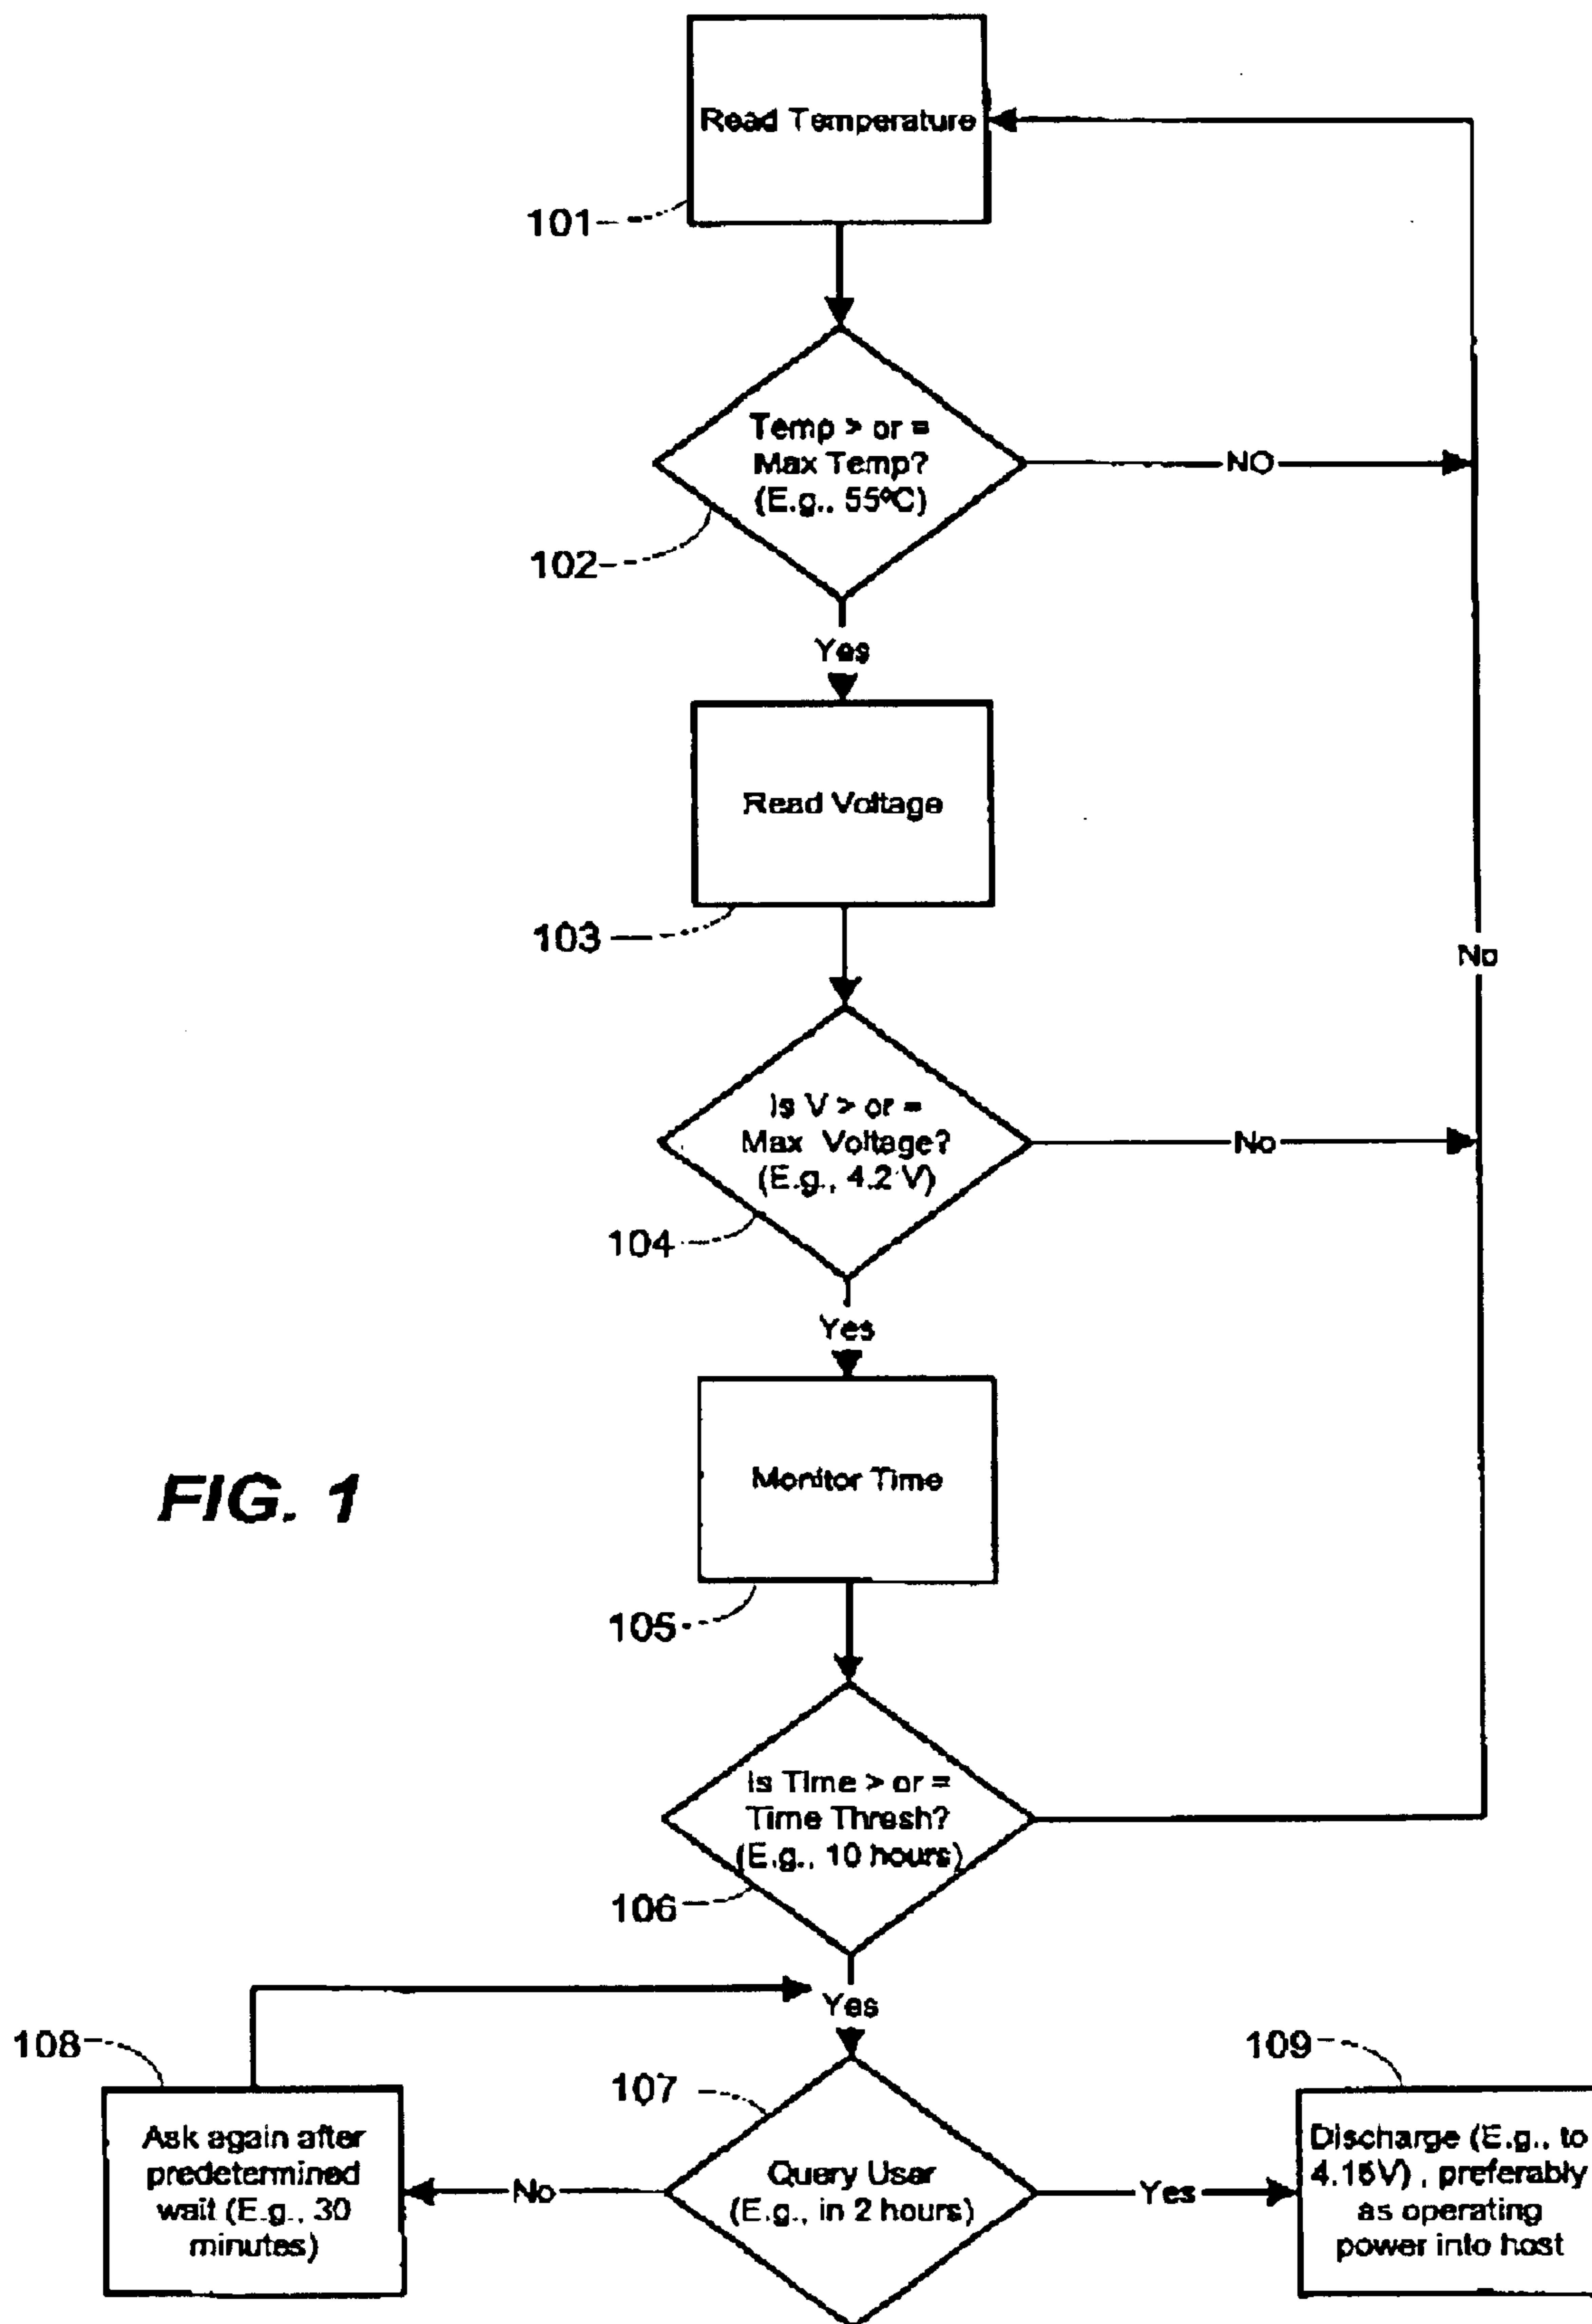 Read Temperature
101
Temp > or =
Max Temp?
(E.g., 55°C)
NO
102
Yes
Read Voltage
103
No
Is V > or =
Max Voltage?
(E.g., 4.2 V)
No
104
Yes
Monitor Time
FIG. 1
105
Is Time > or =
Time Thresh?
(E.g., 10 hours)
106
Yes
108
107
109
Ask again after
predetermined
wait (E.g., 30
minutes)
No
Query User
(E.g., in 2 hours)
Yes
Discharge (E.g., to
4.15V), preferably
as operating
power into host